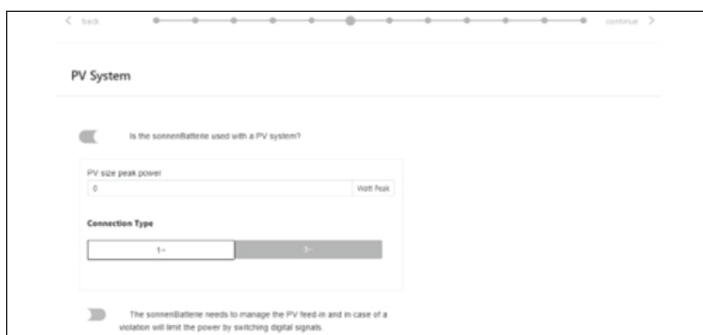 back
continue
PV System
Is the sonnenBatterie used with a PV system?
PV size peak power
0
Watt Peak
Connection Type
1~
3~
The sonnenBatterie needs to manage the PV feed-in and in case of a
violation will limit the power by switching digital signals.